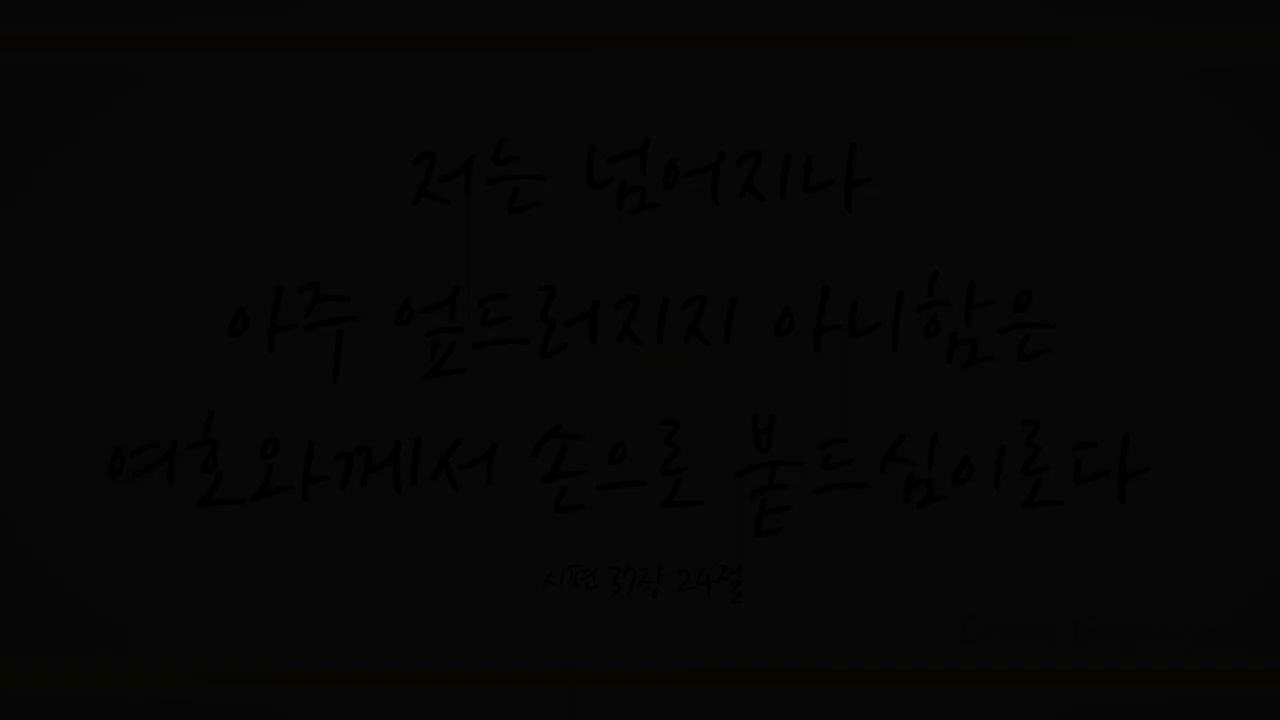 저는 넘어지나
아주 엎드러지지 아니함은
여호와께서 손으로 붙드심이로다
시편 37장 24절